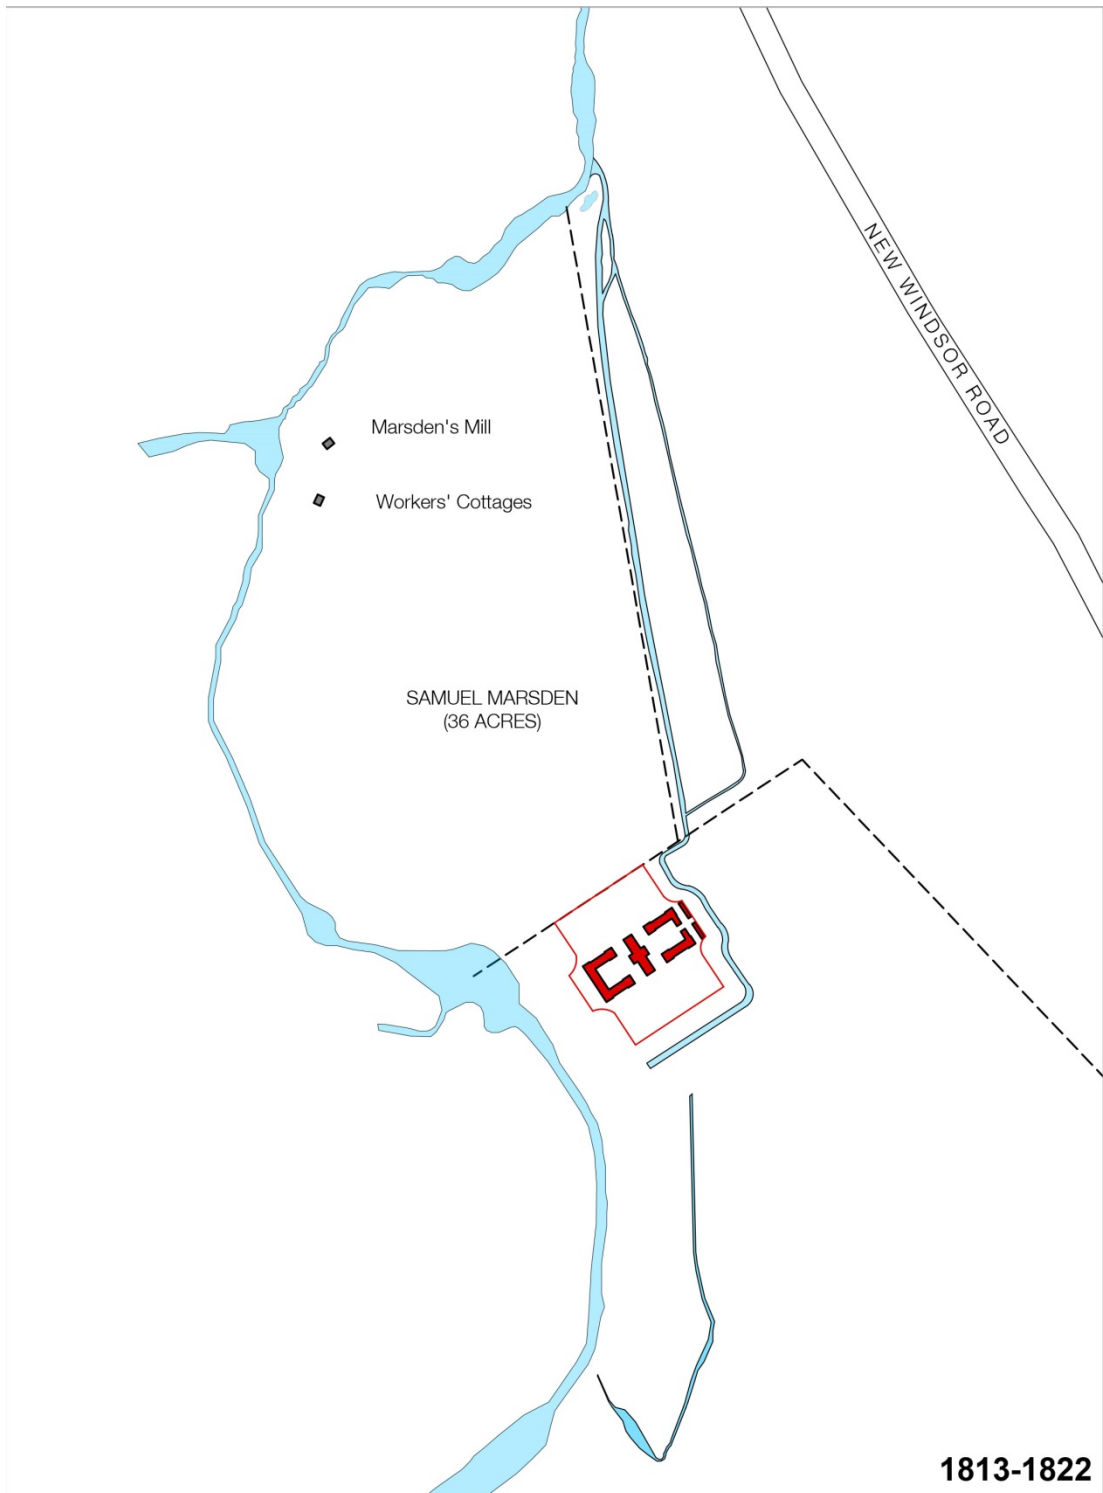 NEW WINDSOR ROAD
Marsden's Mill
Workers' Cottages
SAMUEL MARSDEN
(36 ACRES)
1813-1822